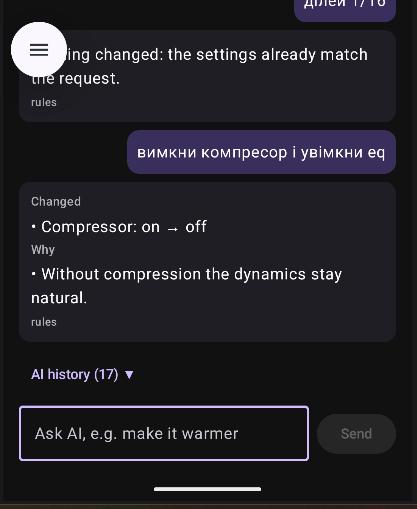 ділей 1/16
ing changed: the settings already match
the request.
rules
вимкни компресор і увімкни eq
Changed
• Compressor: on → off
Why
• Without compression the dynamics stay
natural.
rules
AI history (17) ▼
Ask AI, e.g. make it warmer
Send